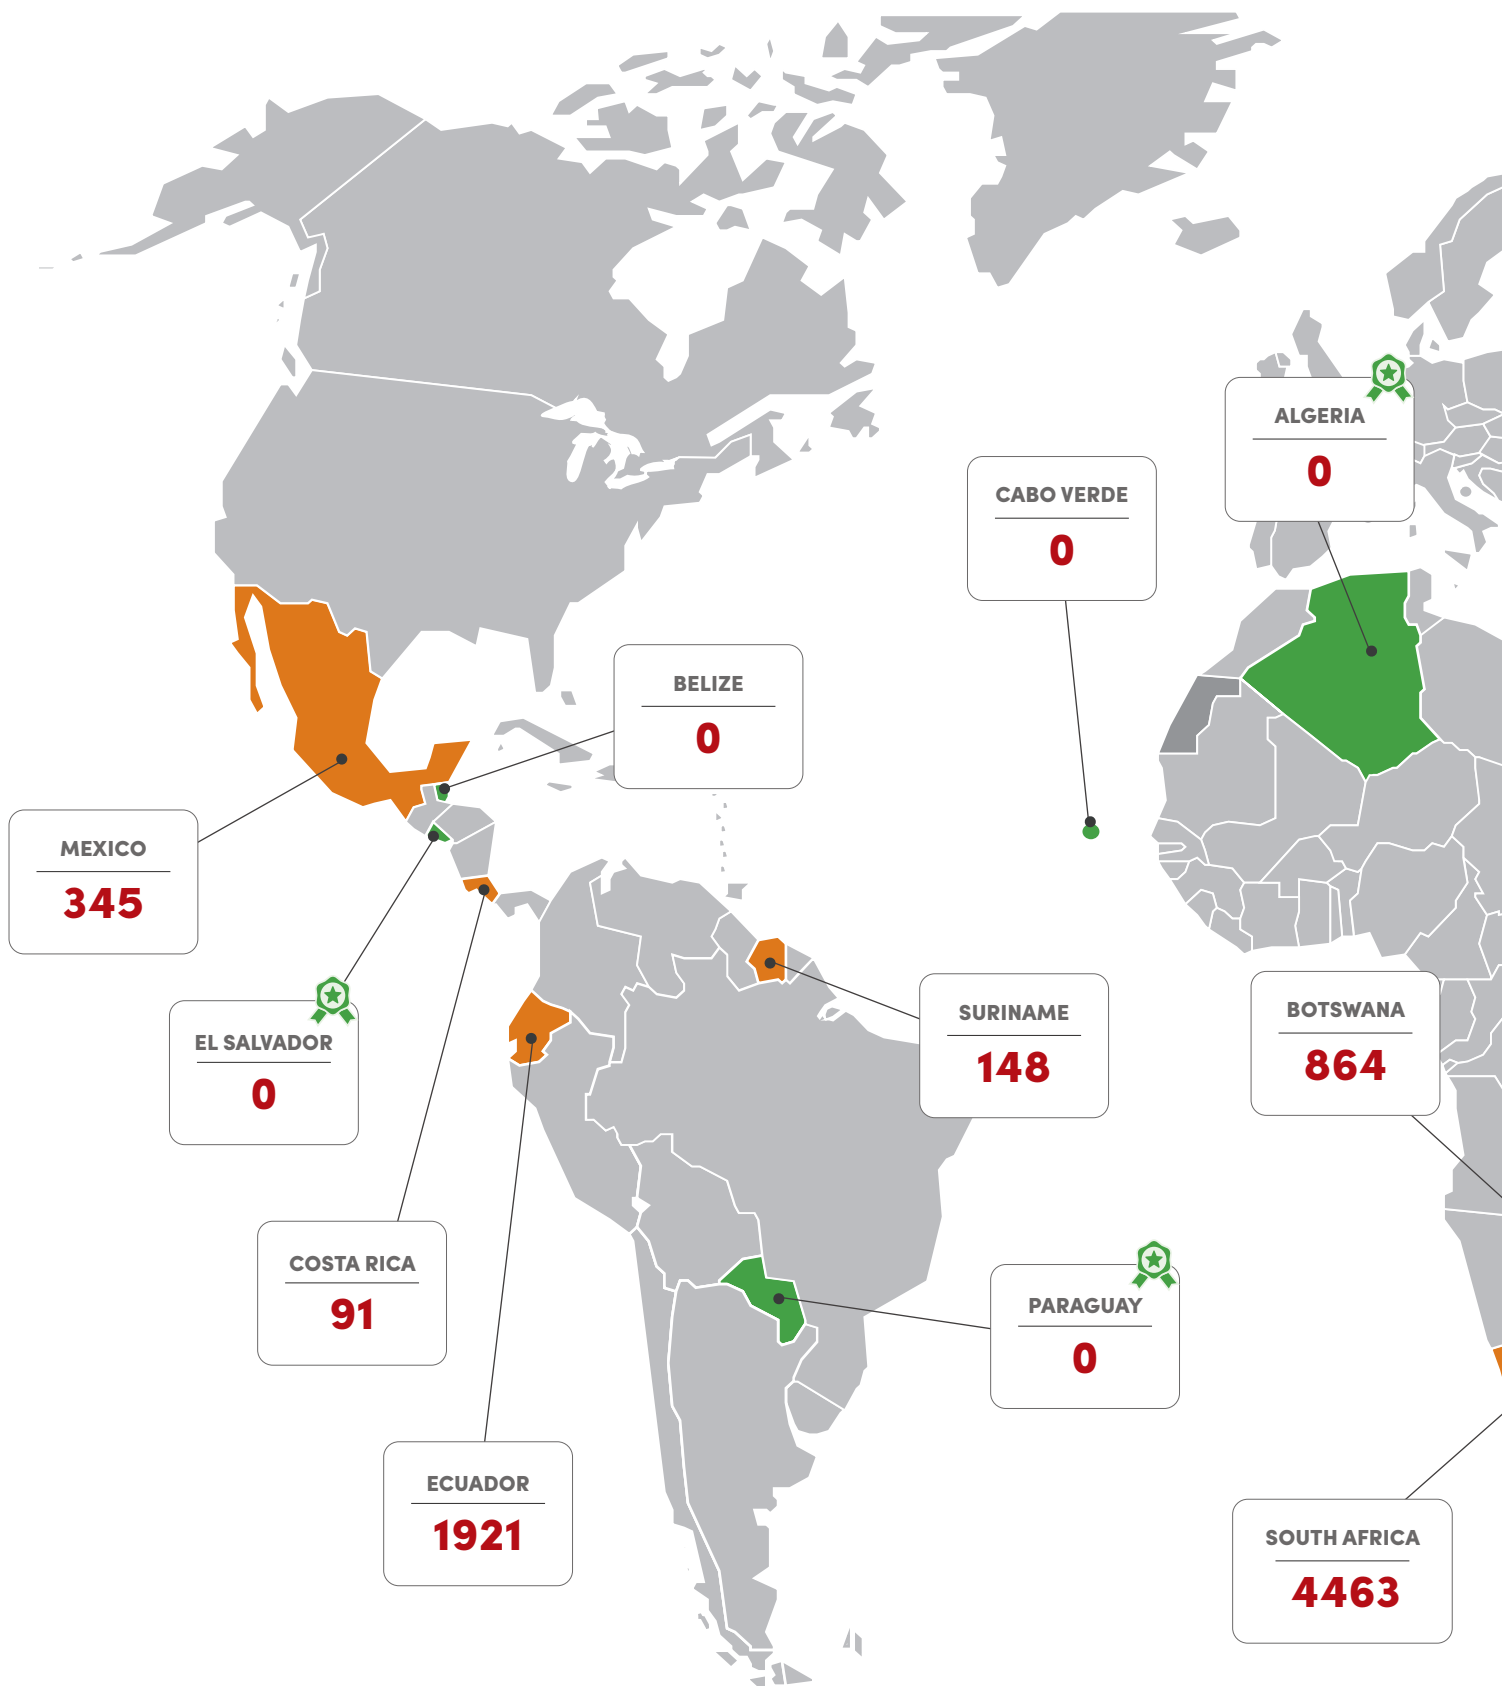 ALGERIA
0
CABO VERDE
0
BELIZE
0
MEXICO
345
EL SALVADOR
0
SURINAME
148
BOTSWANA
864
COSTA RICA
91
PARAGUAY
0
ECUADOR
1921
SOUTH AFRICA
4463